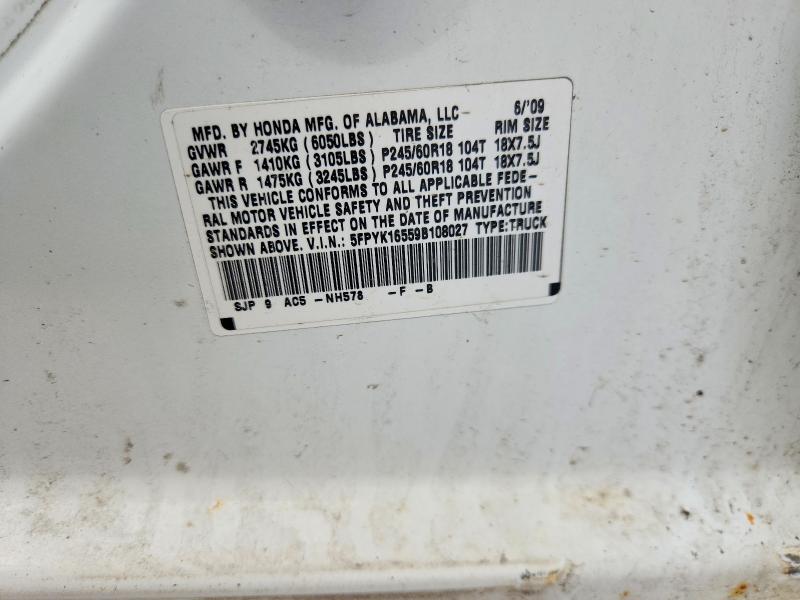 MFD. BY HONDA MFG. OF ALABAMA, LLC 6/'09
GVWR 2745KG (6050LBS) TIRE SIZE RIM SIZE
GAWR F 1410KG (3105LBS) P245/60R18 104T 18X7.5J
GAWR R 1475KG (3245LBS) P245/60R18 104T 18X7.5J
THIS VEHICLE CONFORMS TO ALL APPLICABLE FEDE-
RAL MOTOR VEHICLE SAFETY AND THEFT PREVENTION
STANDARDS IN EFFECT ON THE DATE OF MANUFACTURE
SHOWN ABOVE. V.I.N.: 5FPYK16559B108027 TYPE:TRUCK
SJP 9 AC5 -NH578 -F -B